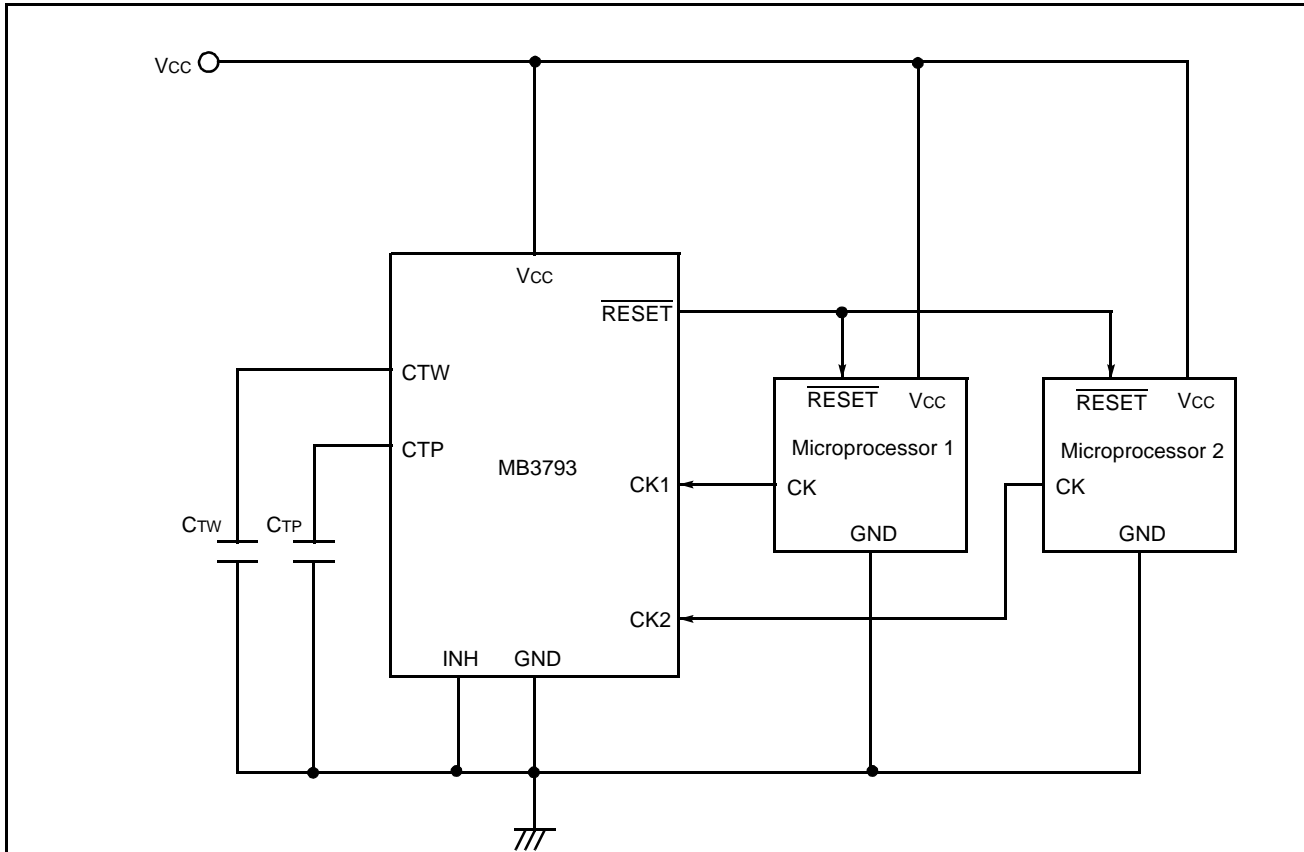 VCC
VCC
RESET
CTW
RESET
VCC
RESET
VCC
CTP
MB3793
Microprocessor 1
Microprocessor 2
CK1
CK
CK
CTW
CTP
GND
GND
CK2
INH
GND